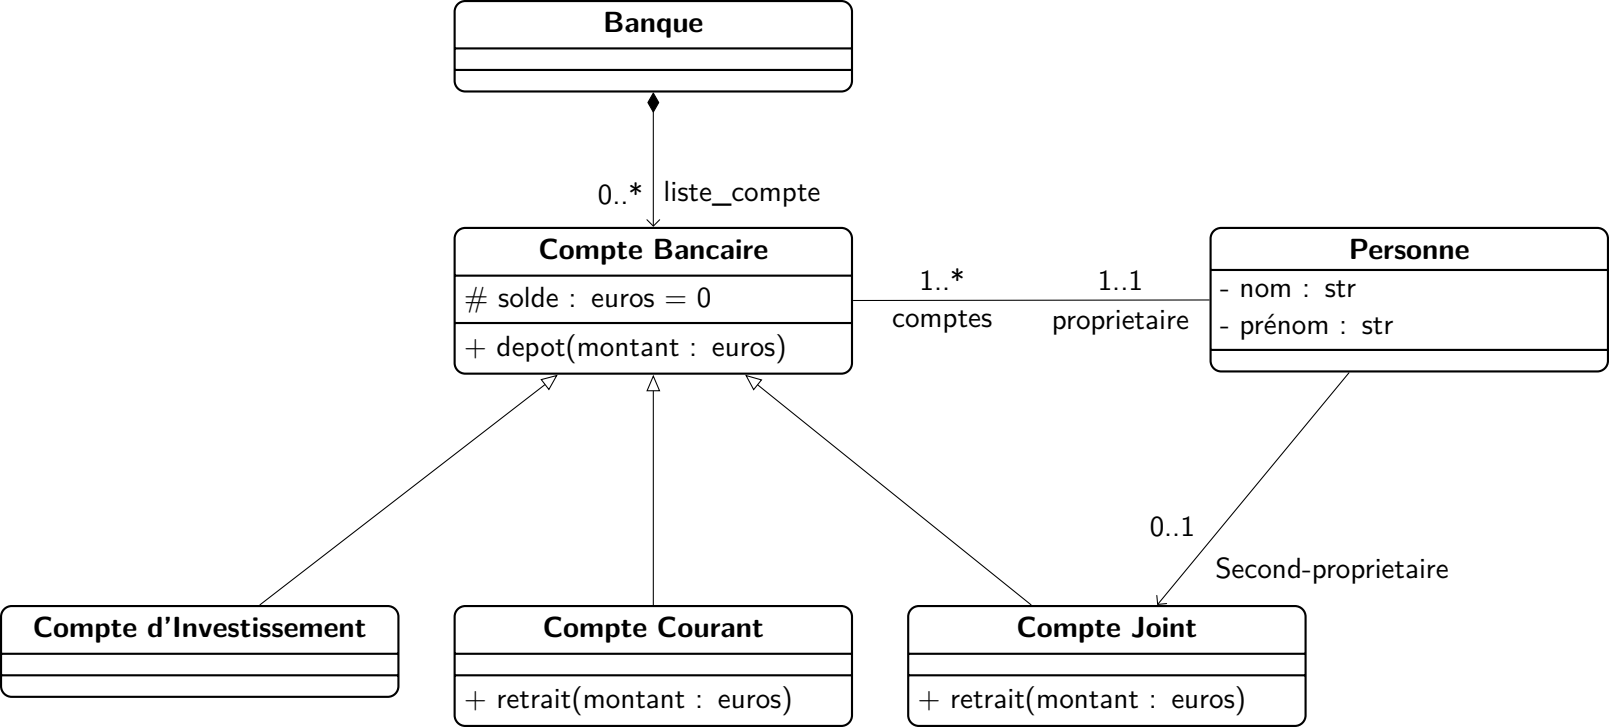 Banque
0..* liste_compte
Compte Bancaire
# solde : euros = 0
+ depot(montant : euros)
1..* 1..1
comptes proprietaire
Personne
- nom : str
- prénom : str
0..1
Second-proprietaire
Compte d'Investissement
Compte Courant
+ retrait(montant : euros)
Compte Joint
+ retrait(montant : euros)